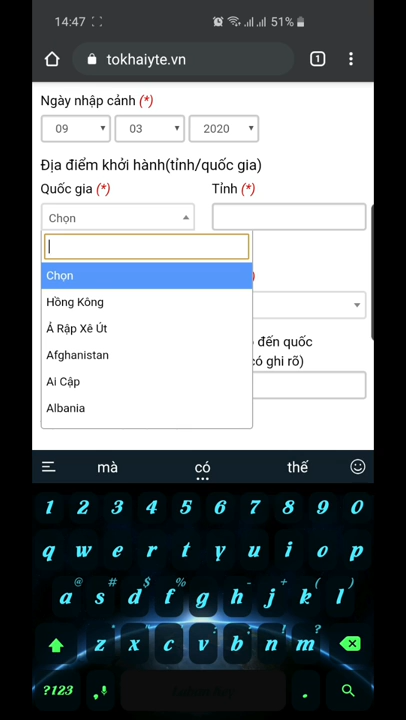 14:47 51%
tokhaiyte.vn 1
Ngày nhập cảnh (*)
09 03 2020
Địa điểm khởi hành(tỉnh/quốc gia)
Quốc gia (*) Tỉnh (*)
Chọn
Chọn )
Hồng Kông
Ả Rập Xê Út
Afghanistan đến quốc
có ghi rõ)
Ai Cập
Albania
mà có thế
1 2 3 4 5 6 7 8 9 0
q w e r t y u i o p
@ # $ % - + ( )
a s d f g h j k l
* " ' : ; ! ?
z x c v b n m
?123 , .